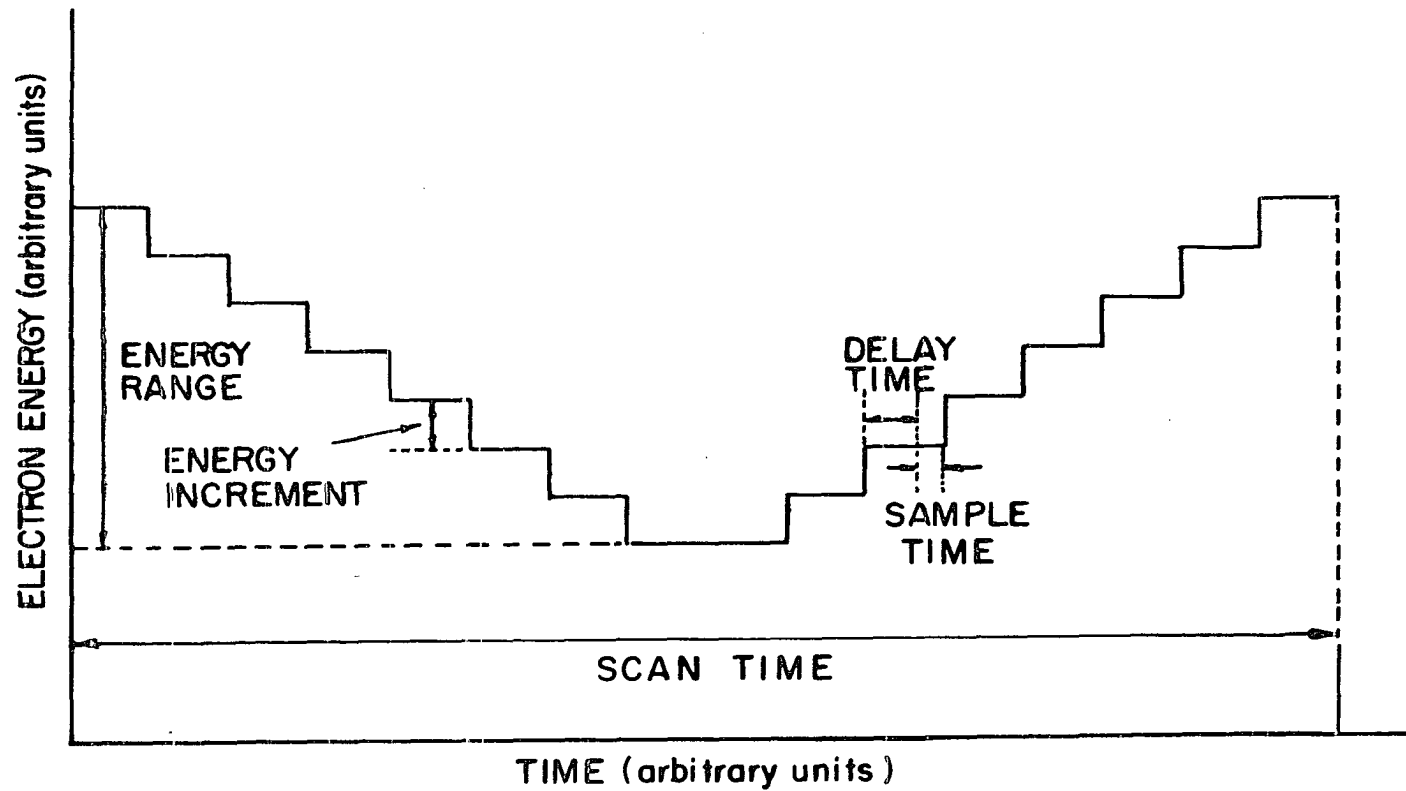 ELECTRON ENERGY (arbitrary units)
ENERGY
RANGE
ENERGY
INCREMENT
DELAY
TIME
SAMPLE
TIME
SCAN TIME
TIME (arbitrary units)